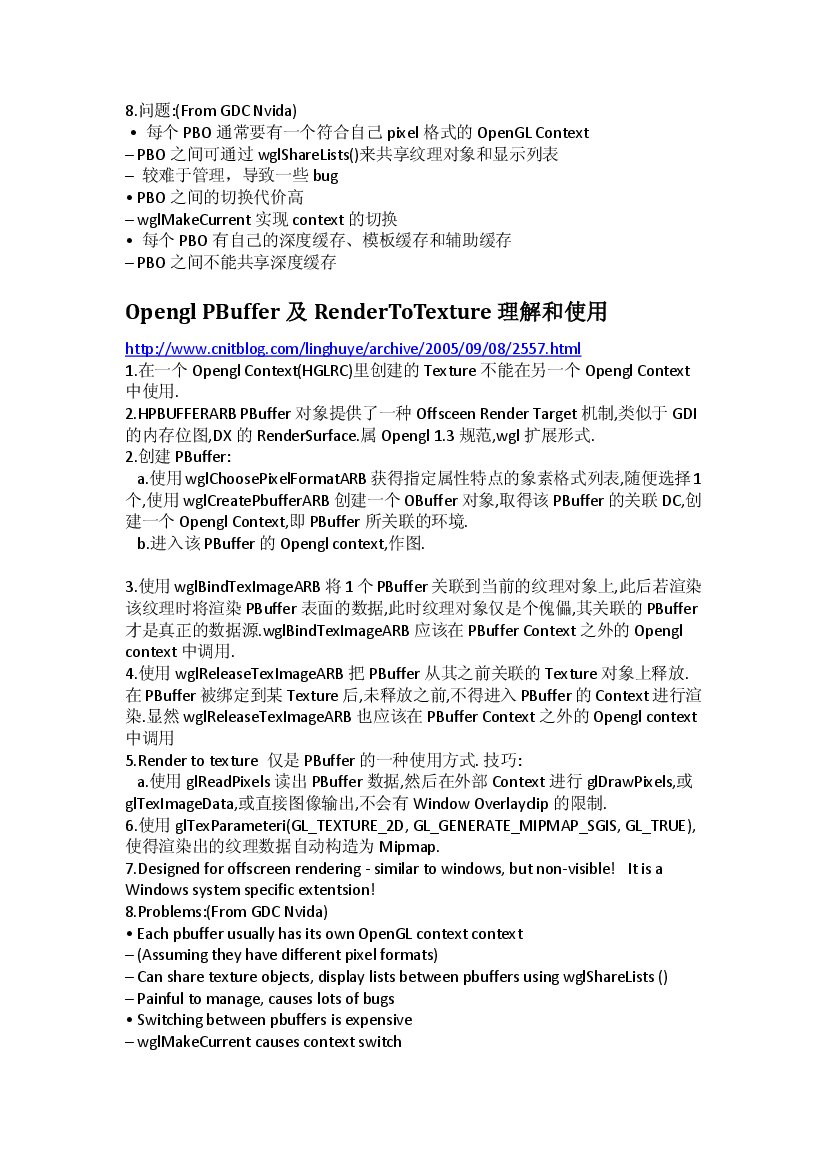 8.问题:(From GDC Nvida)
• 每个 PBO 通常要有一个符合自己 pixel 格式的 OpenGL Context
– PBO 之间可通过 wglShareLists()来共享纹理对象和显示列表
– 较难于管理，导致一些 bug
• PBO 之间的切换代价高
– wglMakeCurrent 实现 context 的切换
• 每个 PBO 有自己的深度缓存、模板缓存和辅助缓存
– PBO 之间不能共享深度缓存
Opengl PBuffer 及 RenderToTexture 理解和使用
http://www.cnitblog.com/linghuye/archive/2005/09/08/2557.html
1.在一个 Opengl Context(HGLRC)里创建的 Texture 不能在另一个 Opengl Context
中使用.
2.HPBUFFERARB PBuffer 对象提供了一种 Offsceen Render Target 机制,类似于 GDI
的内存位图,DX 的 RenderSurface.属 Opengl 1.3 规范,wgl 扩展形式.
2.创建 PBuffer:
a.使用 wglChoosePixelFormatARB 获得指定属性特点的象素格式列表,随便选择 1
个,使用 wglCreatePbufferARB 创建一个 OBuffer 对象,取得该 PBuffer 的关联 DC,创
建一个 Opengl Context,即 PBuffer 所关联的环境.
b.进入该 PBuffer 的 Opengl context,作图.
3.使用 wglBindTexImageARB 将 1 个 PBuffer 关联到当前的纹理对象上,此后若渲染
该纹理时将渲染 PBuffer 表面的数据,此时纹理对象仅是个傀儡,其关联的 PBuffer
才是真正的数据源.wglBindTexImageARB 应该在 PBuffer Context 之外的 Opengl
context 中调用.
4.使用 wglReleaseTexImageARB 把 PBuffer 从其之前关联的 Texture 对象上释放.
在 PBuffer 被绑定到某 Texture 后,未释放之前,不得进入 PBuffer 的 Context 进行渲
染.显然 wglReleaseTexImageARB 也应该在 PBuffer Context 之外的 Opengl context
中调用
5.Render to texture 仅是 PBuffer 的一种使用方式. 技巧:
a.使用 glReadPixels 读出 PBuffer 数据,然后在外部 Context 进行 glDrawPixels,或
glTexImageData,或直接图像输出,不会有 Window Overlayclip 的限制.
6.使用 glTexParameteri(GL_TEXTURE_2D, GL_GENERATE_MIPMAP_SGIS, GL_TRUE),
使得渲染出的纹理数据自动构造为 Mipmap.
7.Designed for offscreen rendering - similar to windows, but non-visible! It is a
Windows system specific extentsion!
8.Problems:(From GDC Nvida)
• Each pbuffer usually has its own OpenGL context context
– (Assuming they have different pixel formats)
– Can share texture objects, display lists between pbuffers using wglShareLists ()
– Painful to manage, causes lots of bugs
• Switching between pbuffers is expensive
– wglMakeCurrent causes context switch